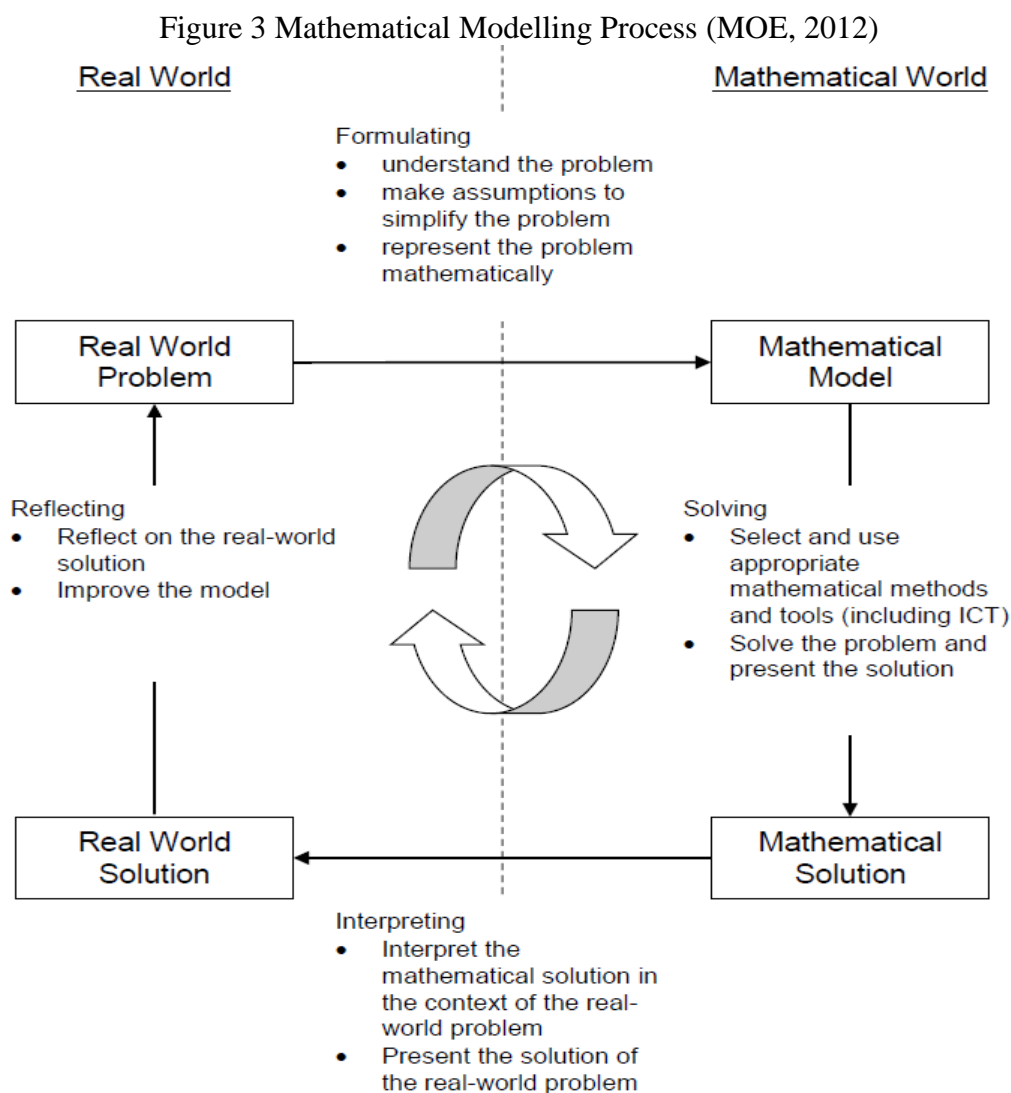 Figure 3 Mathematical Modelling Process (MOE, 2012)
Real World
Mathematical World
Formulating
• understand the problem
• make assumptions to
simplify the problem
• represent the problem
mathematically
Real World
Problem
Mathematical
Model
Reflecting
• Reflect on the real-world
solution
• Improve the model
Solving
• Select and use
appropriate
mathematical methods
and tools (including ICT)
• Solve the problem and
present the solution
Real World
Solution
Mathematical
Solution
Interpreting
• Interpret the
mathematical solution in
the context of the real-
world problem
• Present the solution of
the real-world problem